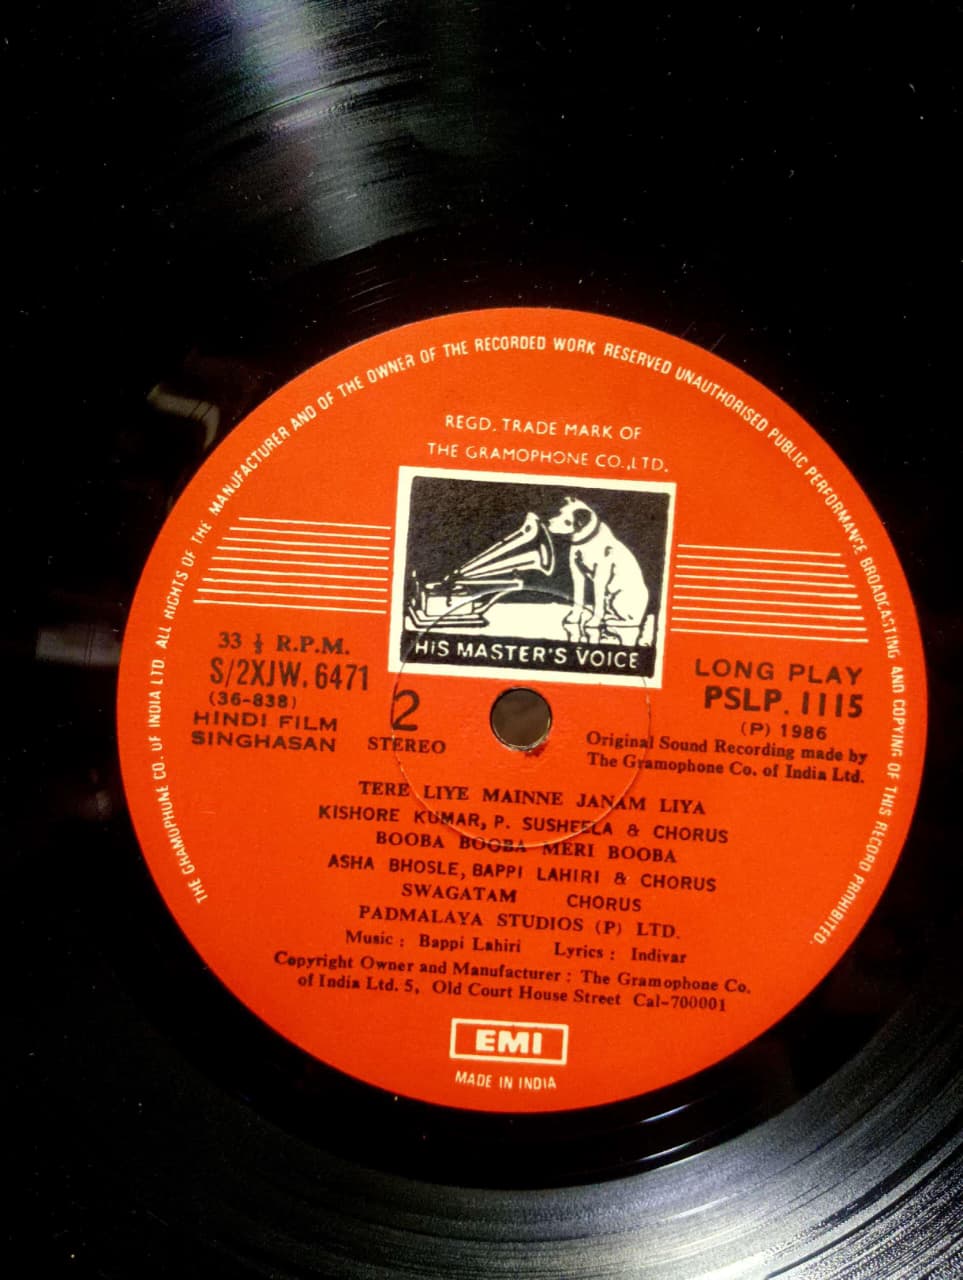 THE GRAMOPHONE CO. OF INDIA LTD. ALL RIGHTS OF THE MANUFACTURER AND OF THE OWNER OF THE RECORDED WORK RESERVED UNAUTHORISED PUBLIC PERFORMANCE BROADCASTING AND COPYING OF THIS RECORD PROHIBITED.
REGD. TRADE MARK OF
THE GRAMOPHONE CO.,LTD.
HIS MASTER'S VOICE
33 ⅓ R.P.M.
S/2XJW. 6471
(36-838)
HINDI FILM
SINGHASAN
2
STEREO
LONG PLAY
PSLP. 1115
(P) 1986
Original Sound Recording made by
The Gramophone Co. of India Ltd.
TERE LIYE MAINNE JANAM LIYA
KISHORE KUMAR, P. SUSHEELA & CHORUS
BOOBA BOOBA MERI BOOBA
ASHA BHOSLE, BAPPI LAHIRI & CHORUS
SWAGATAM CHORUS
PADMALAYA STUDIOS (P) LTD.
Music : Bappi Lahiri Lyrics : Indivar
Copyright Owner and Manufacturer : The Gramophone Co.
of India Ltd. 5, Old Court House Street Cal-700001
EMI
MADE IN INDIA